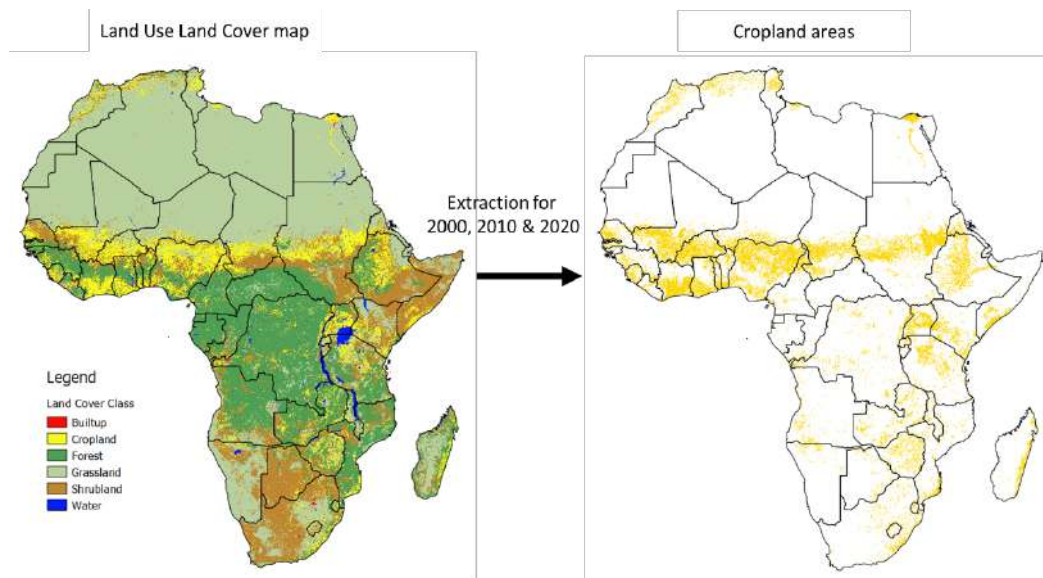 Land Use Land Cover map
Cropland areas
Extraction for
2000, 2010 & 2020
Legend
Land Cover Class
Builtup
Cropland
Forest
Grassland
Shrubland
Water